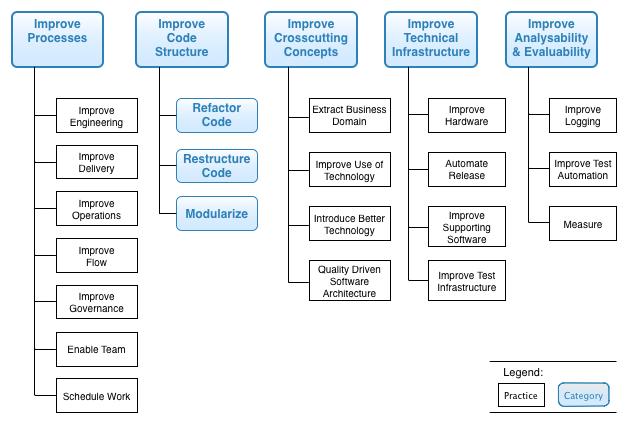 Improve
Processes
Improve
Engineering
Improve
Delivery
Improve
Operations
Improve
Flow
Improve
Governance
Enable Team
Schedule Work
Improve
Code
Structure
Refactor
Code
Restructure
Code
Modularize
Improve
Crosscutting
Concepts
Extract Business
Domain
Improve Use of
Technology
Introduce Better
Technology
Quality Driven
Software
Architecture
Improve
Technical
Infrastructure
Improve
Hardware
Automate
Release
Improve
Supporting
Software
Improve Test
Infrastructure
Improve
Analysability
& Evaluability
Improve
Logging
Improve Test
Automation
Measure
Legend:
Practice
Category